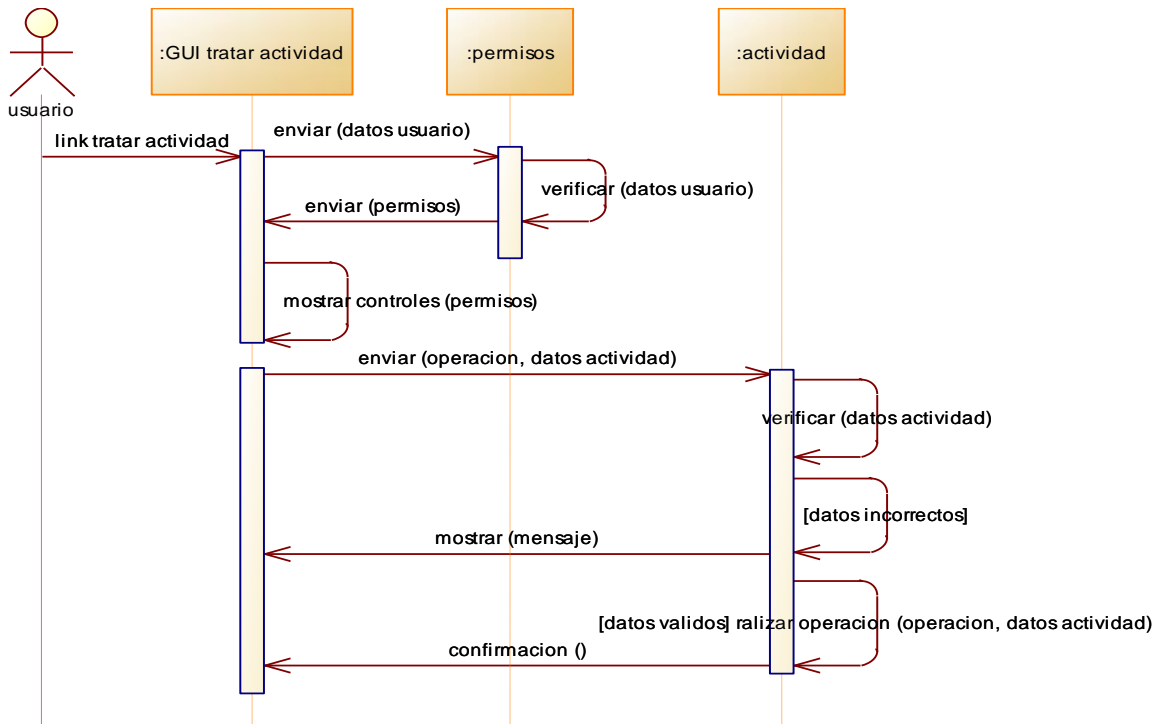 :GUI tratar actividad
:permisos
:actividad
usuario
link tratar actividad
enviar (datos usuario)
verificar (datos usuario)
enviar (permisos)
mostrar controles (permisos)
enviar (operacion, datos actividad)
verificar (datos actividad)
[datos incorrectos]
mostrar (mensaje)
[datos validos] ralizar operacion (operacion, datos actividad)
confirmacion ()